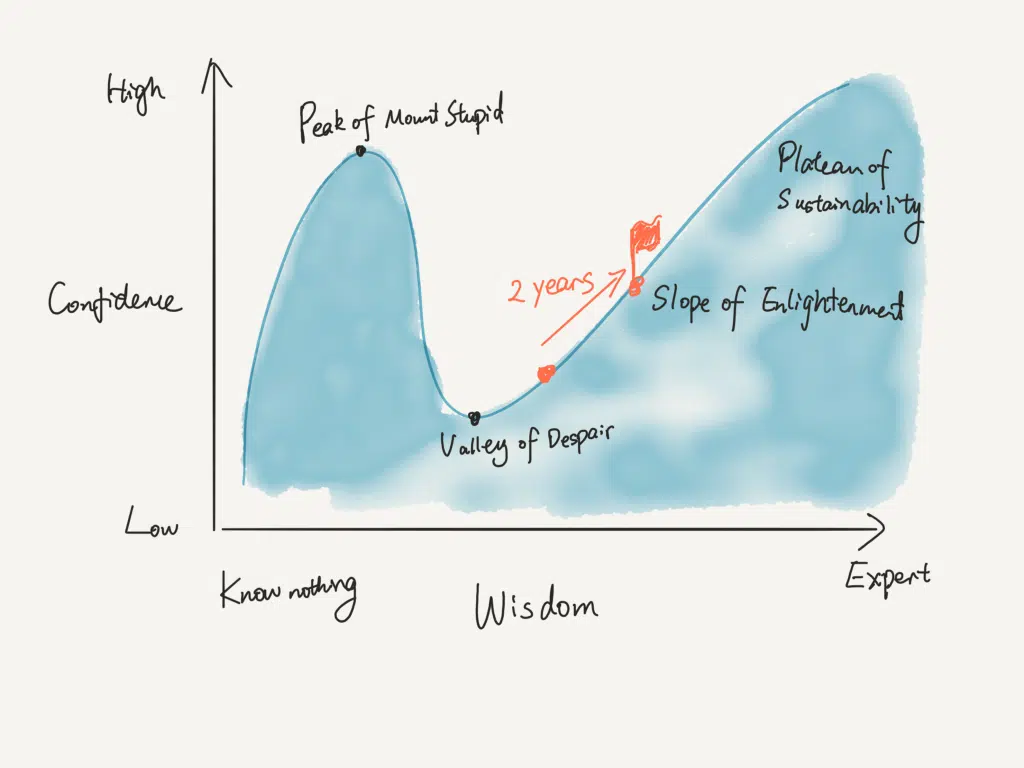 High
Peak of Mount Stupid
Plateau of
Sustainability
2 years
Confidence
Slope of Enlightenment
Valley of Despair
Low
Know nothing
Wisdom
Expert